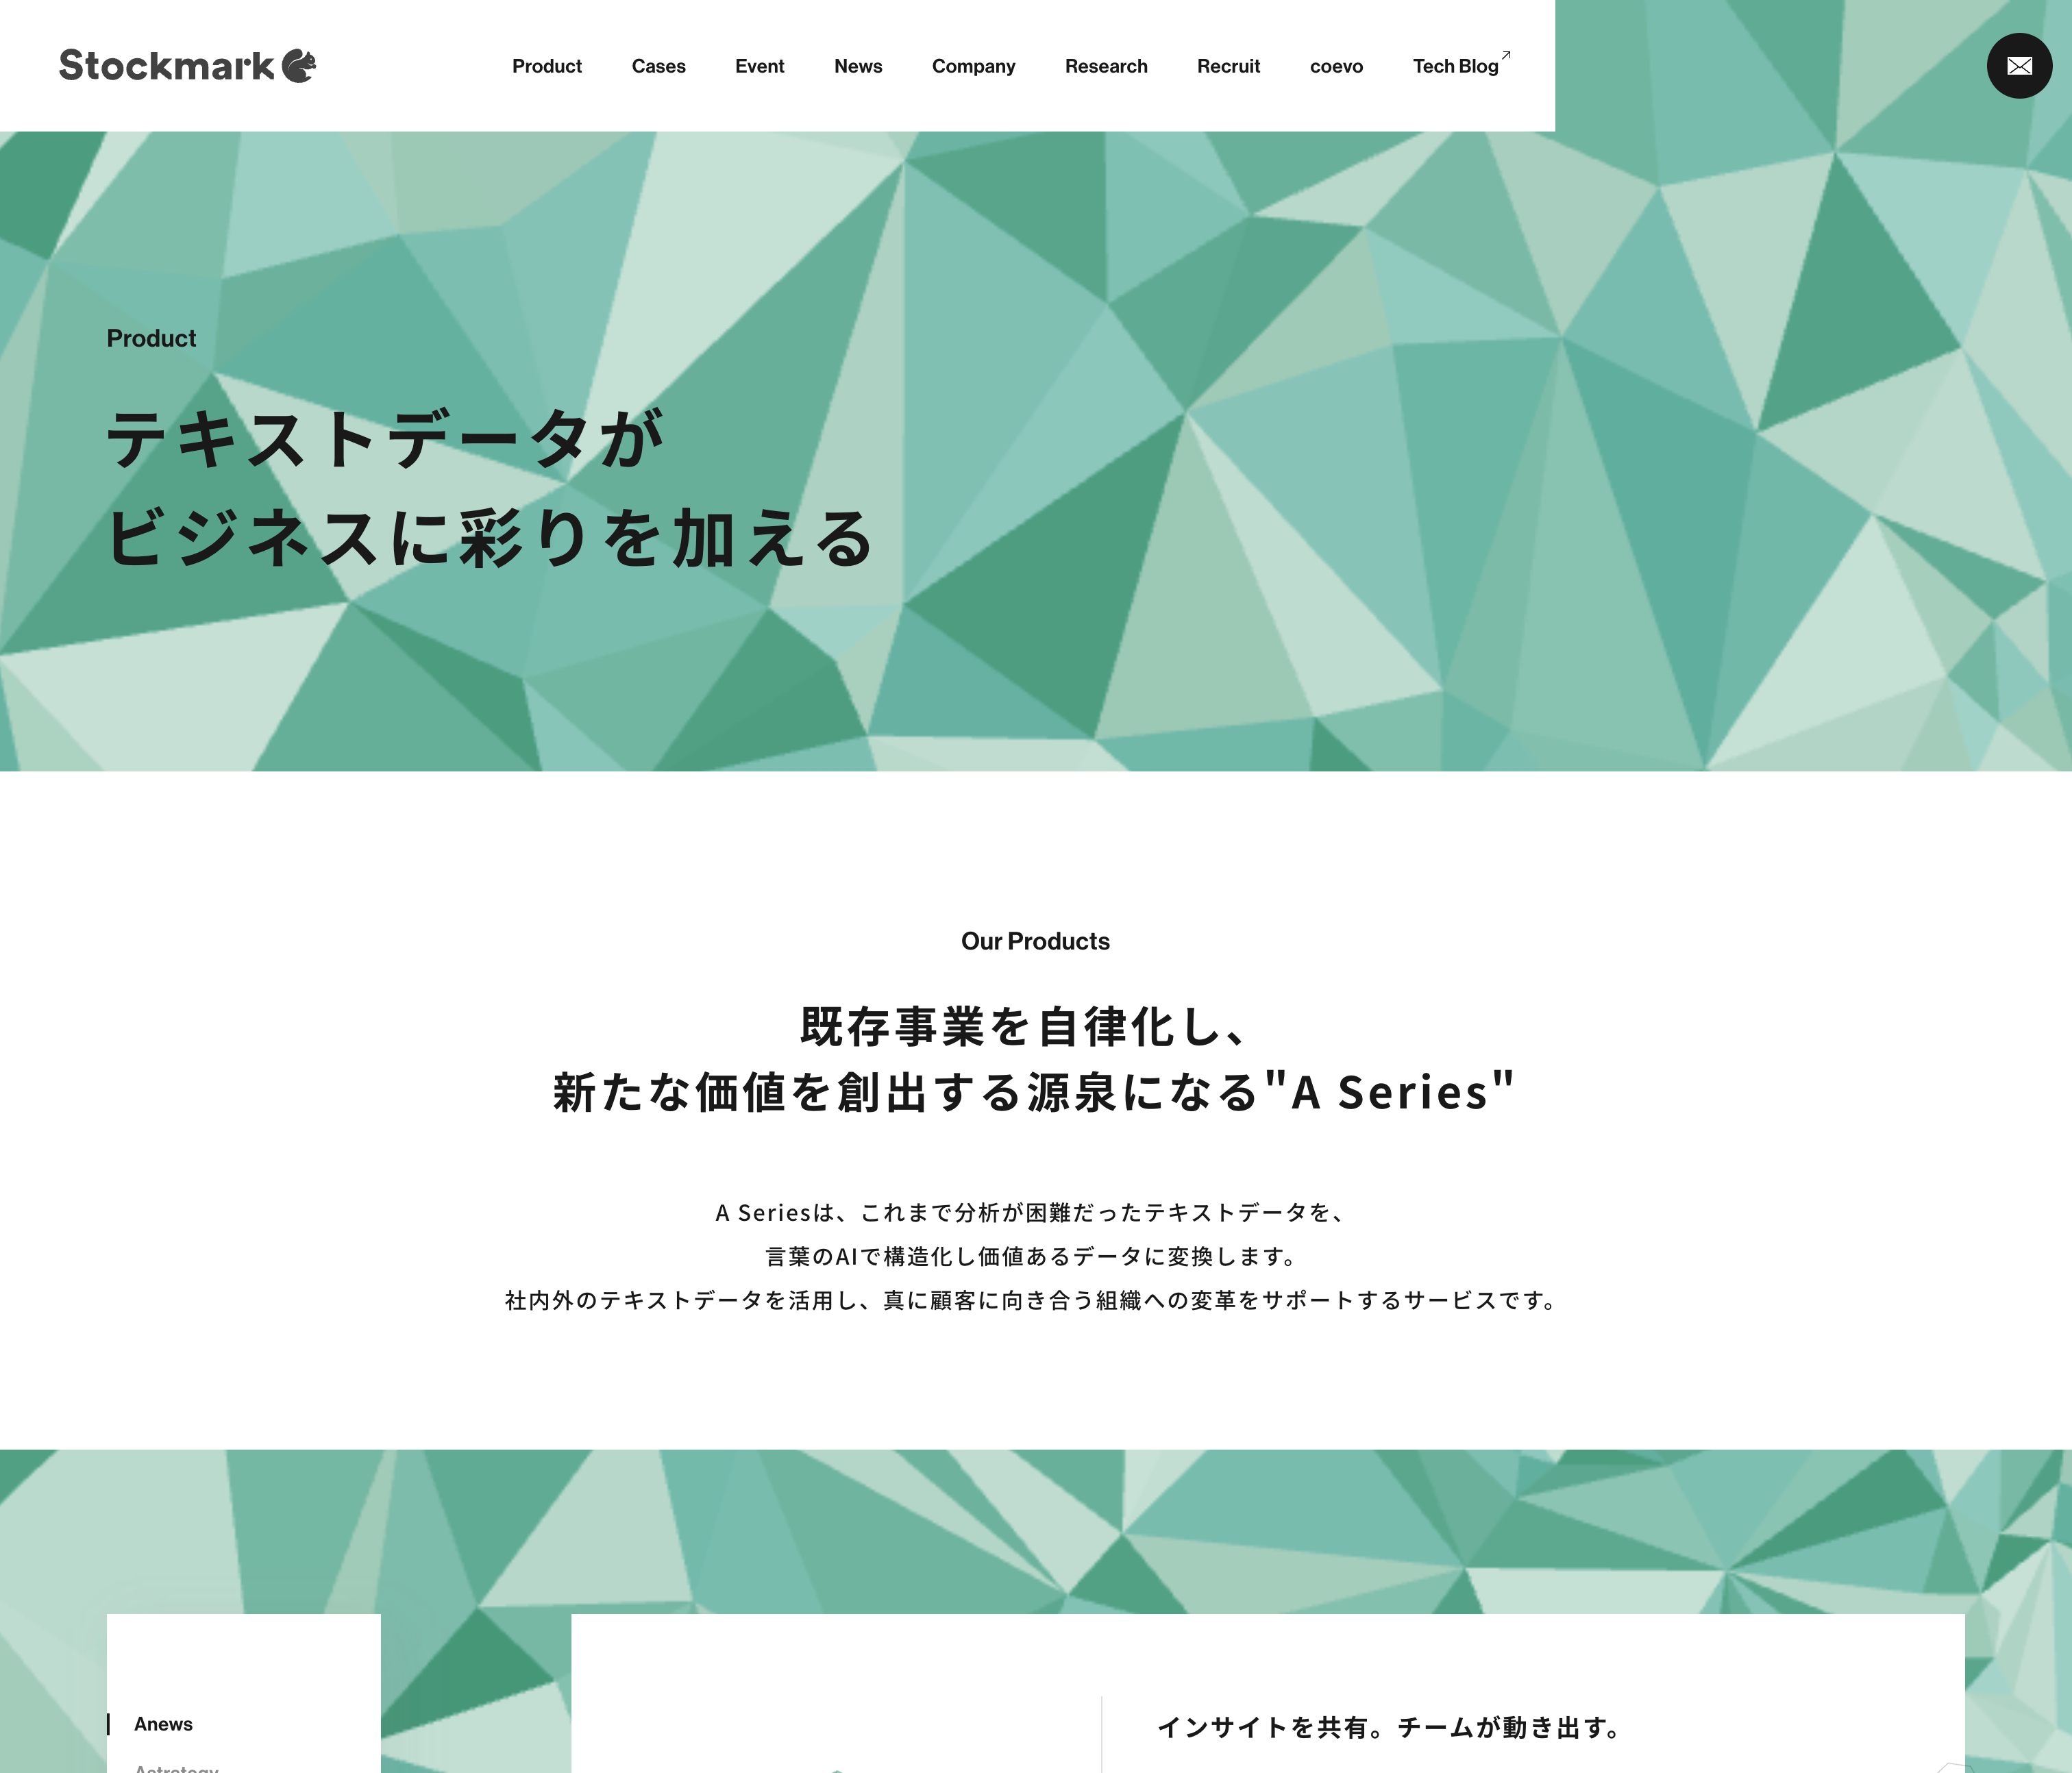 Stockmark
Product
Cases
Event
News
Company
Research
Recruit
coevo
Tech Blog
Product
テキストデータが
ビジネスに彩りを加える
Our Products
既存事業を自律化し、
新たな価値を創出する源泉になる"A Series"
A Seriesは、これまで分析が困難だったテキストデータを、
言葉のAIで構造化し価値あるデータに変換します。
社内外のテキストデータを活用し、真に顧客に向き合う組織への変革をサポートするサービスです。
Anews
Astrategy
インサイトを共有。チームが動き出す。